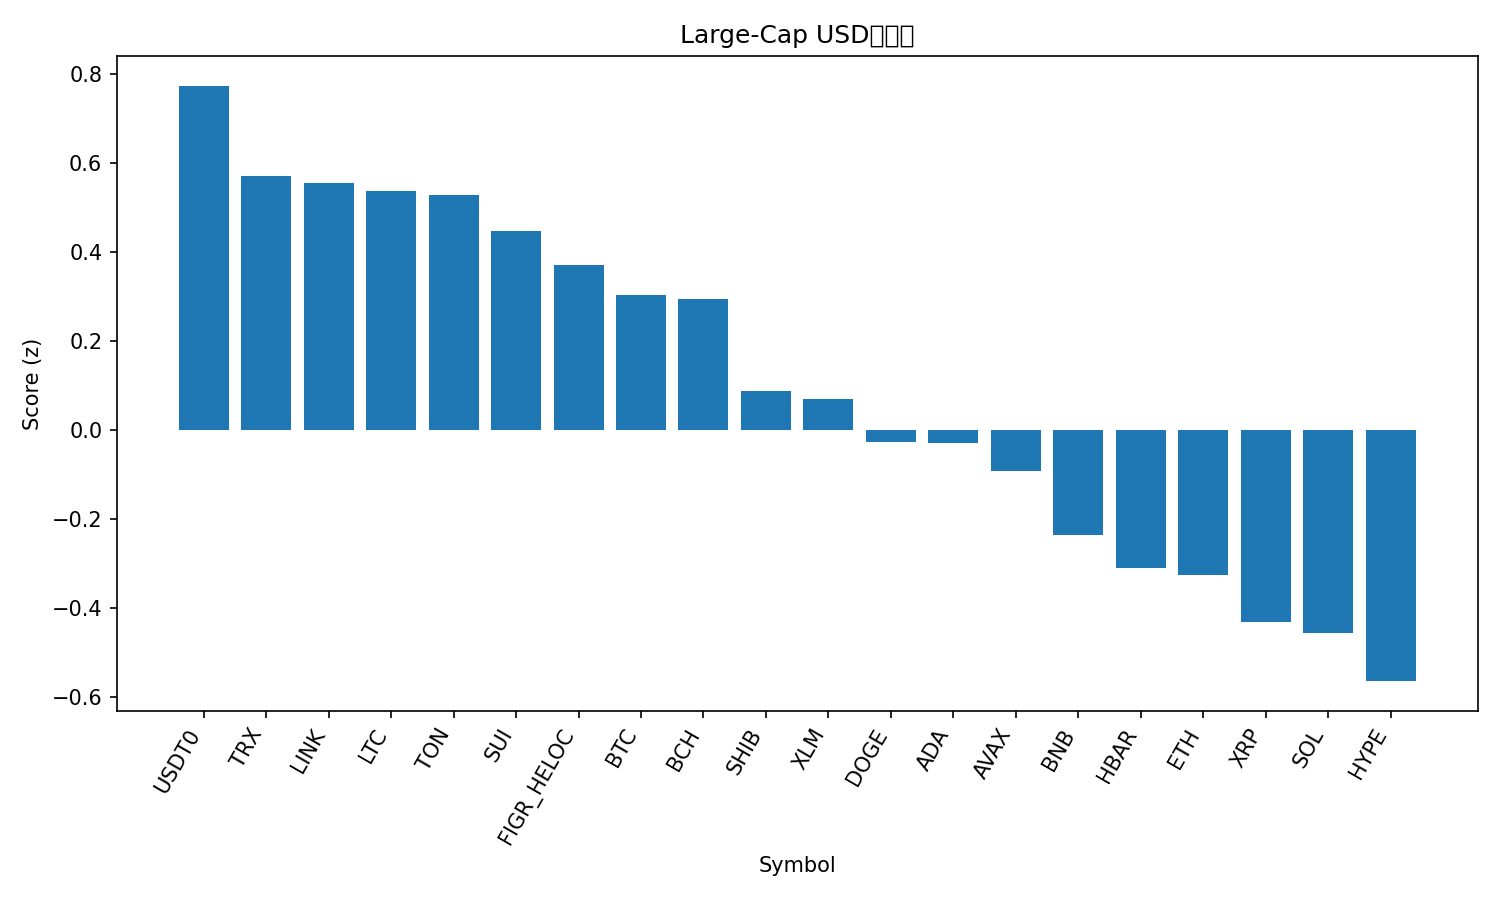 Large-Cap USD
0.8
0.6
0.4
0.2
0.0
−0.2
−0.4
−0.6
Score (z)
USDT0
TRX
LINK
LTC
TON
SUI
FIGR_HELOC
BTC
BCH
SHIB
XLM
DOGE
ADA
AVAX
BNB
HBAR
ETH
XRP
SOL
HYPE
Symbol